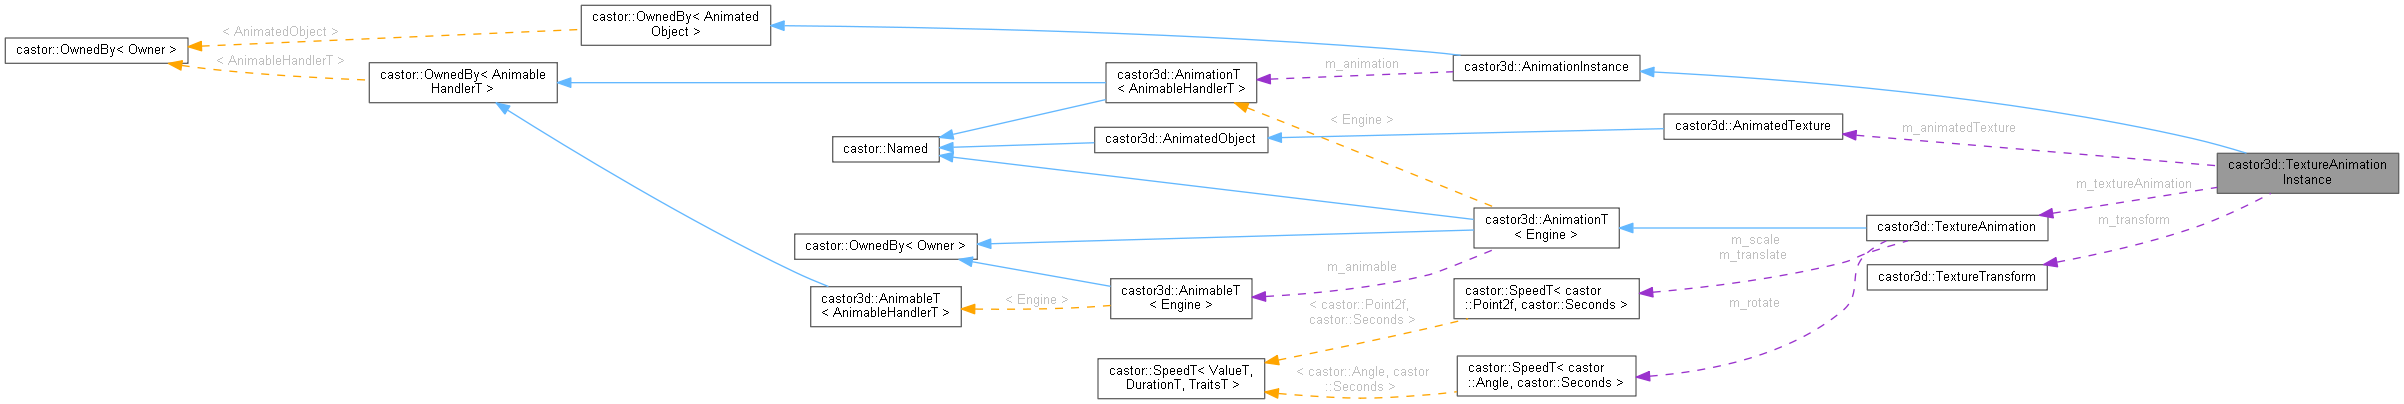 castor::OwnedBy< Owner >
< AnimatedObject >
< AnimableHandlerT >
castor::OwnedBy< Animated
Object >
castor::OwnedBy< Animable
HandlerT >
castor3d::AnimationT
< AnimableHandlerT >
m_animation
castor3d::AnimationInstance
castor::Named
castor3d::AnimatedObject
< Engine >
castor3d::AnimatedTexture
m_animatedTexture
castor3d::TextureAnimation
Instance
m_textureAnimation
m_transform
castor::OwnedBy< Owner >
castor3d::AnimationT
< Engine >
castor3d::TextureAnimation
m_scale
m_translate
m_animable
castor3d::TextureTransform
castor3d::AnimableT
< AnimableHandlerT >
< Engine >
castor3d::AnimableT
< Engine >
< castor::Point2f,
castor::Seconds >
castor::SpeedT< castor
::Point2f, castor::Seconds >
m_rotate
castor::SpeedT< ValueT,
DurationT, TraitsT >
< castor::Angle, castor
::Seconds >
castor::SpeedT< castor
::Angle, castor::Seconds >